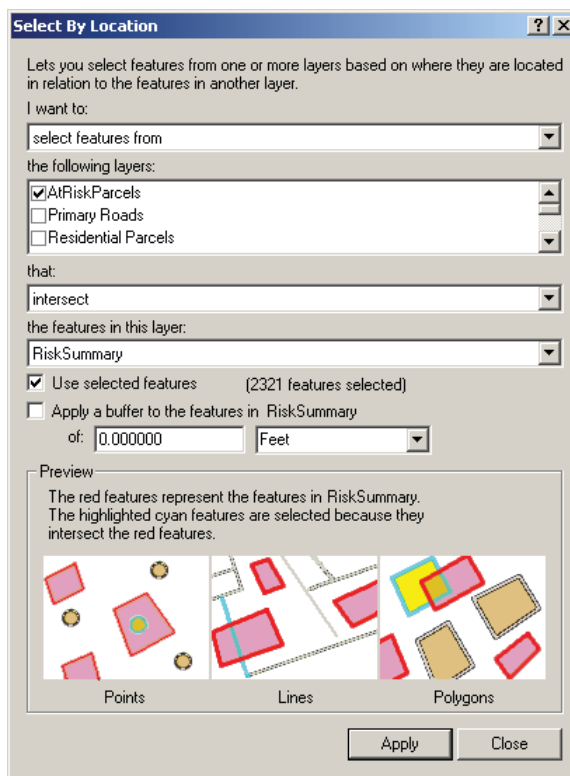 Select By Location
Lets you select features from one or more layers based on where they are located
in relation to the features in another layer.
I want to:
select features from
the following layers:
AtRiskParcels
Primary Roads
Residential Parcels
that:
intersect
the features in this layer:
RiskSummary
Use selected features (2321 features selected)
Apply a buffer to the features in RiskSummary
of: 0.000000 Feet
Preview
The red features represent the features in RiskSummary.
The highlighted cyan features are selected because they
intersect the red features.
Points Lines Polygons
Apply Close